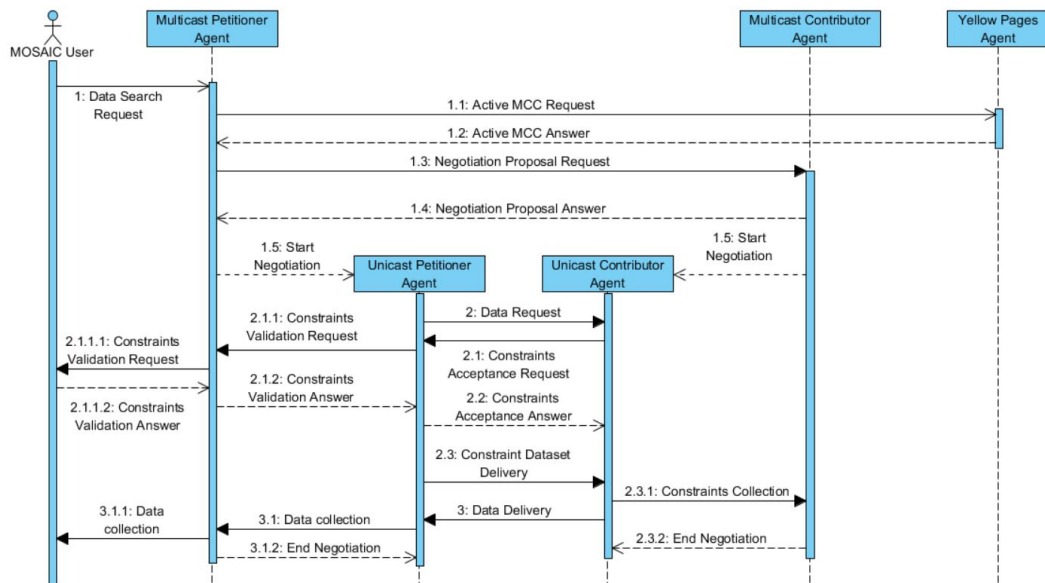 Multicast Petitioner
Agent
Multicast Contributor
Agent
Yellow Pages
Agent
MOSAIC User
1: Data Search
Request
1.1: Active MCC Request
1.2: Active MCC Answer
1.3: Negotiation Proposal Request
1.4: Negotiation Proposal Answer
1.5: Start
Negotiation
1.5: Start
Negotiation
Unicast Petitioner
Agent
Unicast Contributor
Agent
2: Data Request
2.1.1: Constraints
Validation Request
2.1.1.1: Constraints
Validation Request
2.1: Constraints
Acceptance Request
2.1.2: Constraints
Validation Answer
2.1.1.2: Constraints
Validation Answer
2.2: Constraints
Acceptance Answer
2.3: Constraint Dataset
Delivery
2.3.1: Constraints Collection
3: Data Delivery
3.1: Data collection
3.1.1: Data
collection
2.3.2: End Negotiation
3.1.2: End Negotiation